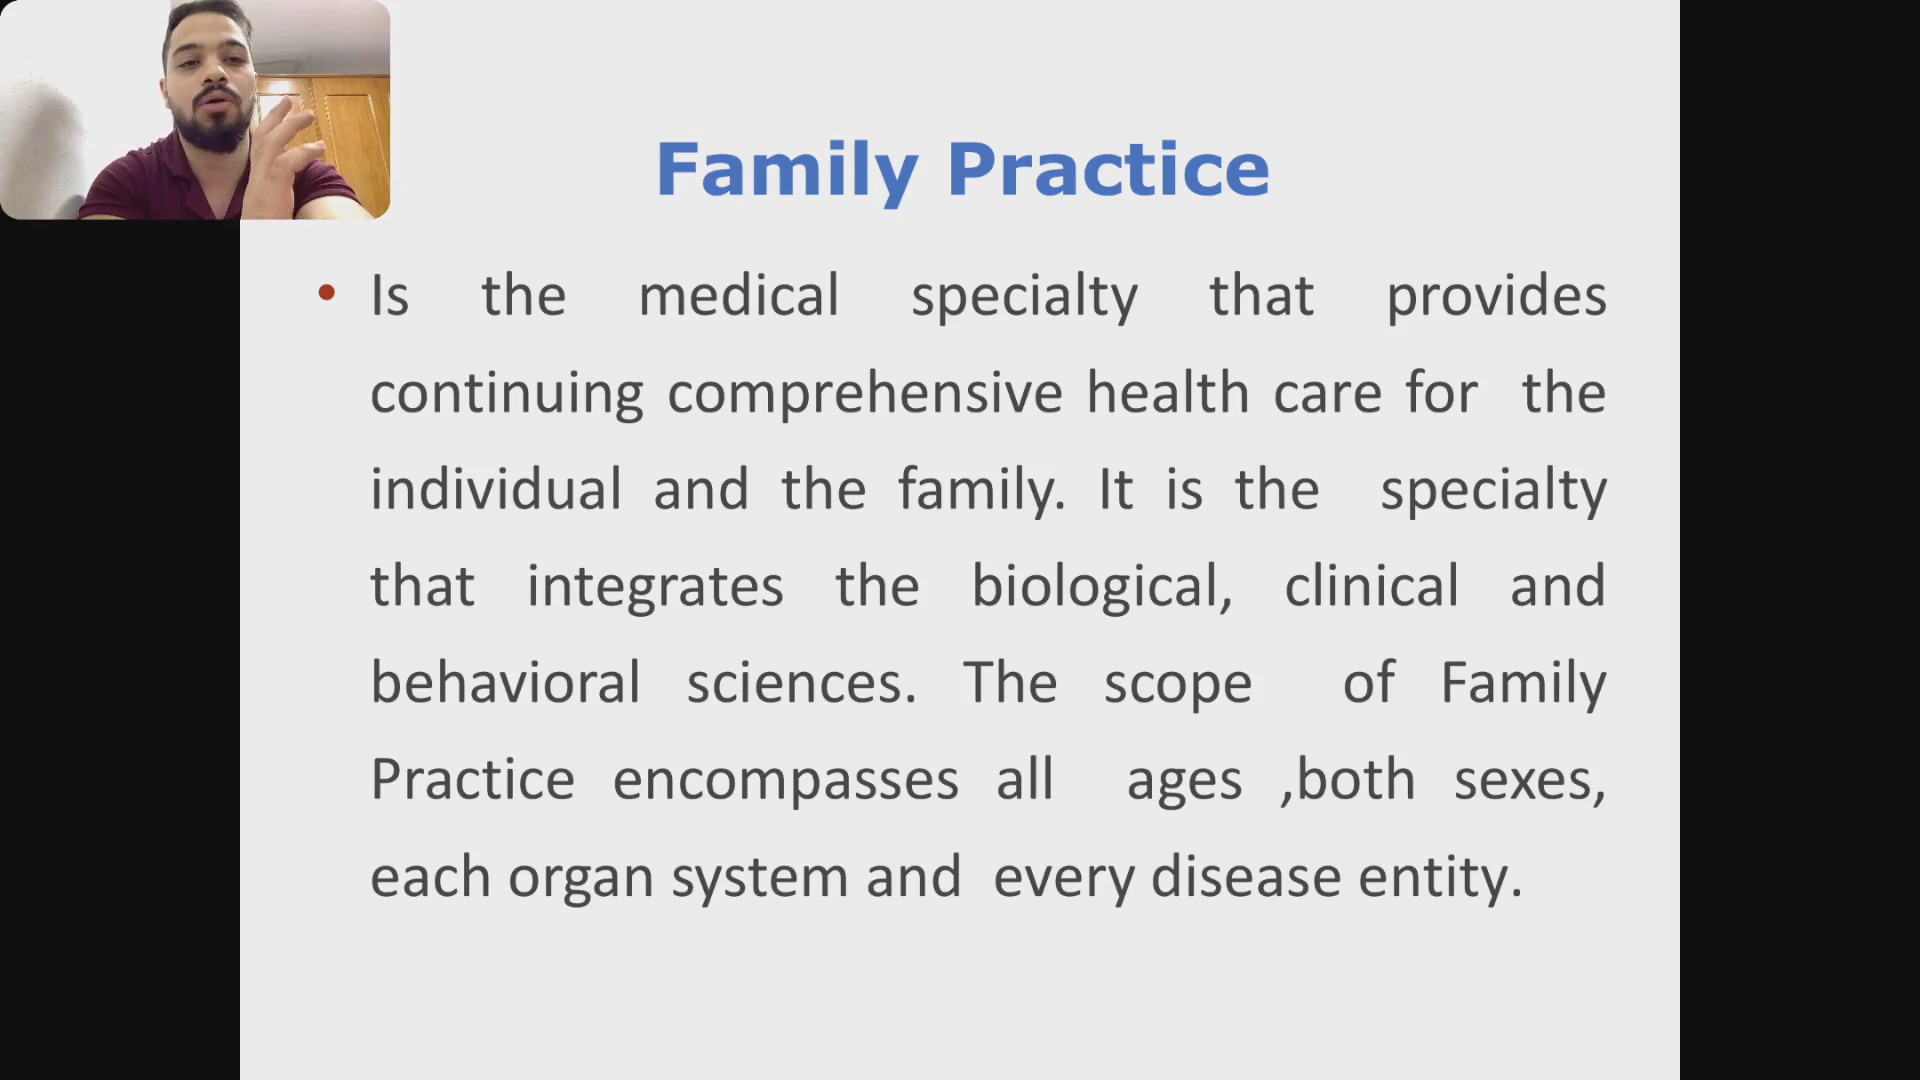 Family Practice
• Is the medical specialty that provides
continuing comprehensive health care for the
individual and the family. It is the specialty
that integrates the biological, clinical and
behavioral sciences. The scope of Family
Practice encompasses all ages ,both sexes,
each organ system and every disease entity.